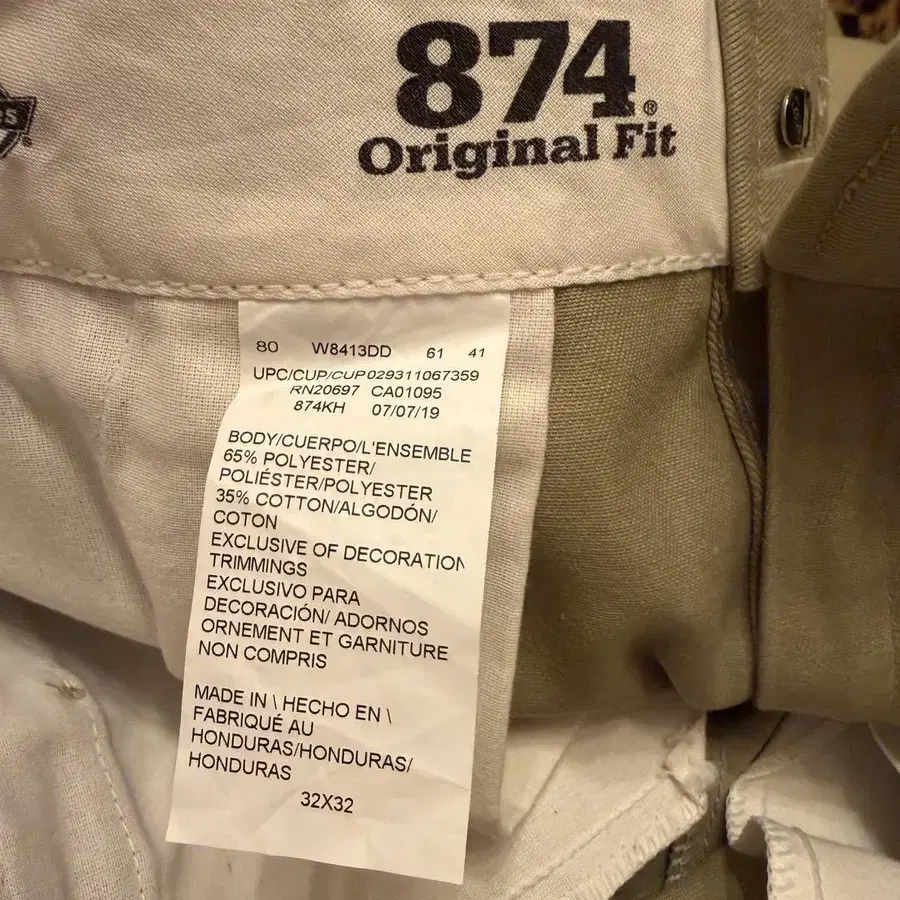 874®
Original Fit
80 W8413DD 61 41
UPC/CUP/CUP 029311067359
RN20697 CA01095
874KH 07/07/19
BODY/CUERPO/L'ENSEMBLE
65% POLYESTER/
POLIÉSTER/POLYESTER
35% COTTON/ALGODÓN/
COTON
EXCLUSIVE OF DECORATION
TRIMMINGS
EXCLUSIVO PARA
DECORACIÓN/ ADORNOS
ORNEMENT ET GARNITURE
NON COMPRIS
MADE IN \ HECHO EN \
FABRIQUÉ AU
HONDURAS/HONDURAS/
HONDURAS
32X32